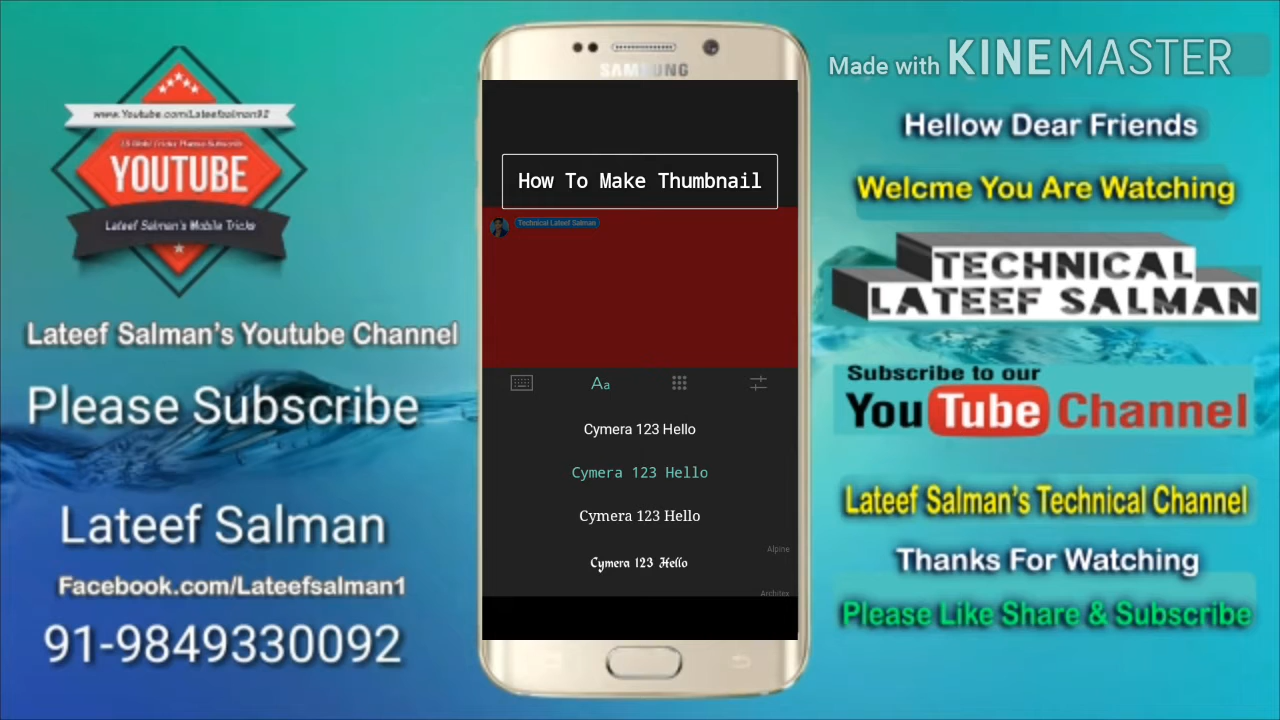 www.Youtube.com/Lateefsalman92
YOUTUBE
Lateef Salman's Mobile Tricks
Lateef Salman's Youtube Channel
Please Subscribe
Lateef Salman
Facebook.com/Lateefsalman1
91-9849330092
SAMSUNG
How To Make Thumbnail
Technical Lateef Salman
Aa
Cymera 123 Hello
Cymera 123 Hello
Cymera 123 Hello
Alpine
Cymera 123 Hello
Architex
Made with KINEMASTER
Hellow Dear Friends
Welcme You Are Watching
TECHNICAL
LATEEF SALMAN
Subscribe to our
YouTube Channel
Lateef Salman's Technical Channel
Thanks For Watching
Please Like Share & Subscribe